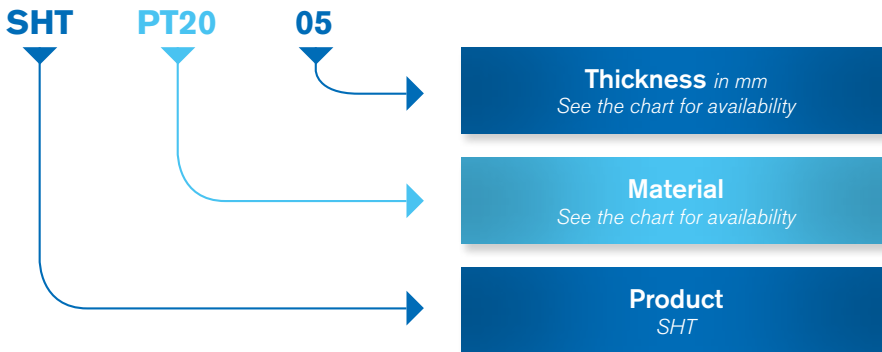 SHT PT20 05
Thickness in mm
See the chart for availability
Material
See the chart for availability
Product
SHT